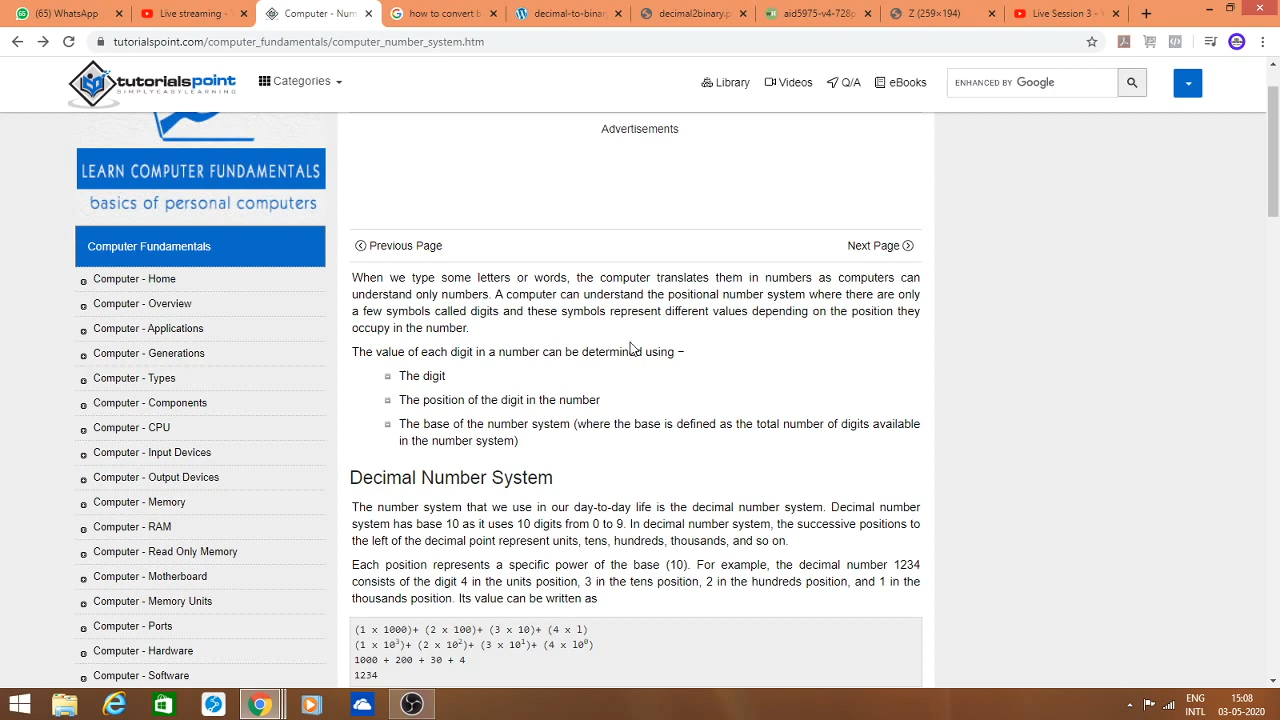 WhatsApp
Live streaming -
Computer - Num
how to convert b
decimal-to-binar
decimal2binary.p
aid5975-v4-728p
Z (259×194)
Live Session 3 -
tutorialspoint.com/computer_fundamentals/computer_number_system.htm
tutorialspoint
SIMPLYEASYLEARNING
Categories
Library
Videos
Q/A
eBooks
ENHANCED BY Google
Advertisements
LEARN COMPUTER FUNDAMENTALS
basics of personal computers
Computer Fundamentals
Computer - Home
Computer - Overview
Computer - Applications
Computer - Generations
Computer - Types
Computer - Components
Computer - CPU
Computer - Input Devices
Computer - Output Devices
Computer - Memory
Computer - RAM
Computer - Read Only Memory
Computer - Motherboard
Computer - Memory Units
Computer - Ports
Computer - Hardware
Computer - Software
Previous Page
Next Page
When we type some letters or words, the computer translates them in numbers as computers can
understand only numbers. A computer can understand the positional number system where there are only
a few symbols called digits and these symbols represent different values depending on the position they
occupy in the number.
The value of each digit in a number can be determined using −
The digit
The position of the digit in the number
The base of the number system (where the base is defined as the total number of digits available
in the number system)
Decimal Number System
The number system that we use in our day-to-day life is the decimal number system. Decimal number
system has base 10 as it uses 10 digits from 0 to 9. In decimal number system, the successive positions to
the left of the decimal point represent units, tens, hundreds, thousands, and so on.
Each position represents a specific power of the base (10). For example, the decimal number 1234
consists of the digit 4 in the units position, 3 in the tens position, 2 in the hundreds position, and 1 in the
thousands position. Its value can be written as
(1 x 1000)+ (2 x 100)+ (3 x 10)+ (4 x l)
(1 x 10³)+ (2 x 10²)+ (3 x 10¹)+ (4 x l0⁰)
1000 + 200 + 30 + 4
1234
ENG
INTL
15:08
03-05-2020